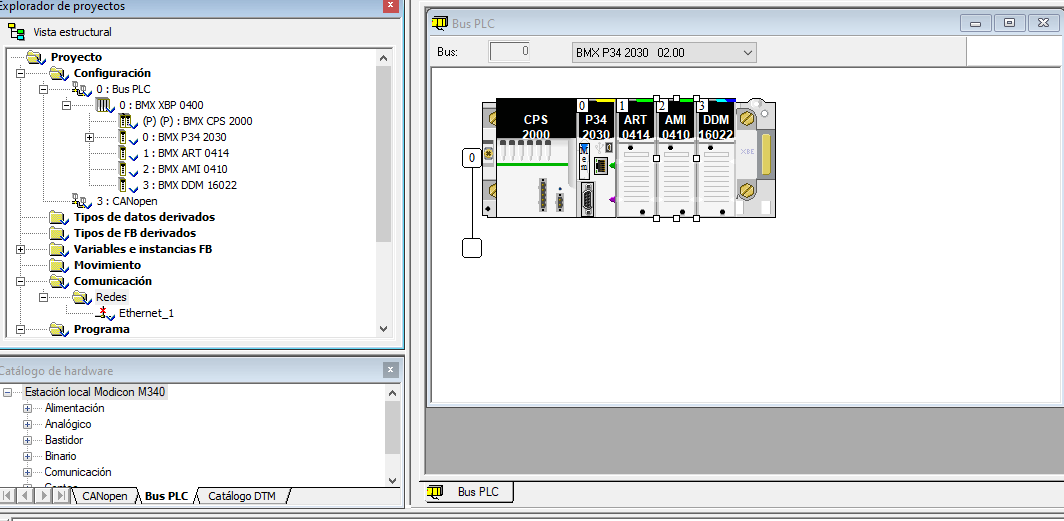 Explorador de proyectos
Vista estructural
Proyecto
Configuración
0 : Bus PLC
0 : BMX XBP 0400
(P) (P) : BMX CPS 2000
0 : BMX P34 2030
1 : BMX ART 0414
2 : BMX AMI 0410
3 : BMX DDM 16022
3 : CANopen
Tipos de datos derivados
Tipos de FB derivados
Variables e instancias FB
Movimiento
Comunicación
Redes
Ethernet_1
Programa
Catálogo de hardware
Estación local Modicon M340
Alimentación
Analógico
Bastidor
Binario
Comunicación
CANopen
Bus PLC
Catálogo DTM
Bus PLC
Bus:
0
BMX P34 2030 02.00
0
CPS
2000
0
P34
2030
1
ART
0414
2
AMI
0410
3
DDM
16022
XBE
Bus PLC